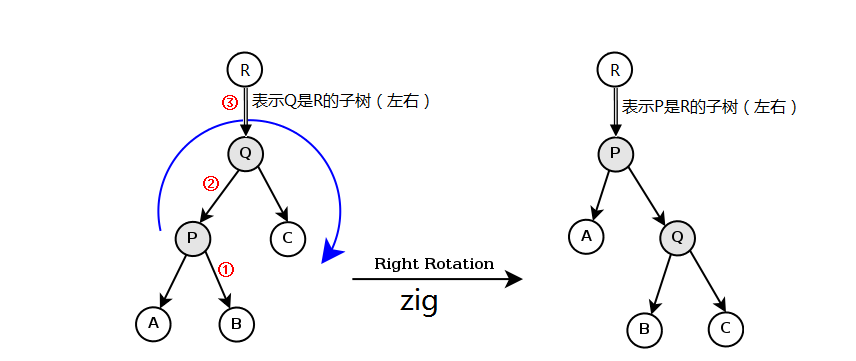 R
③ 表示Q是R的子树（左右）
Q
②
P
C
①
A
B
Right Rotation
zig
R
表示P是R的子树（左右）
P
A
Q
B
C